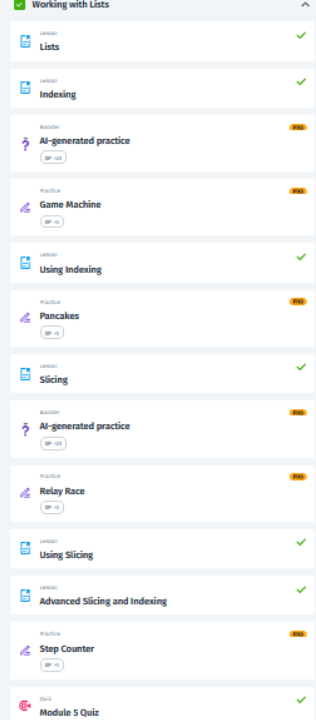 Working with Lists
Lesson
Lists
Lesson
Indexing
Booster
PRO
AI-generated practice
XP +20
Practice
PRO
Game Machine
XP +5
Lesson
Using Indexing
Practice
PRO
Pancakes
XP +5
Lesson
Slicing
Booster
PRO
AI-generated practice
XP +20
Practice
PRO
Relay Race
XP +5
Lesson
Using Slicing
Lesson
Advanced Slicing and Indexing
Practice
PRO
Step Counter
XP +5
Quiz
Module 5 Quiz